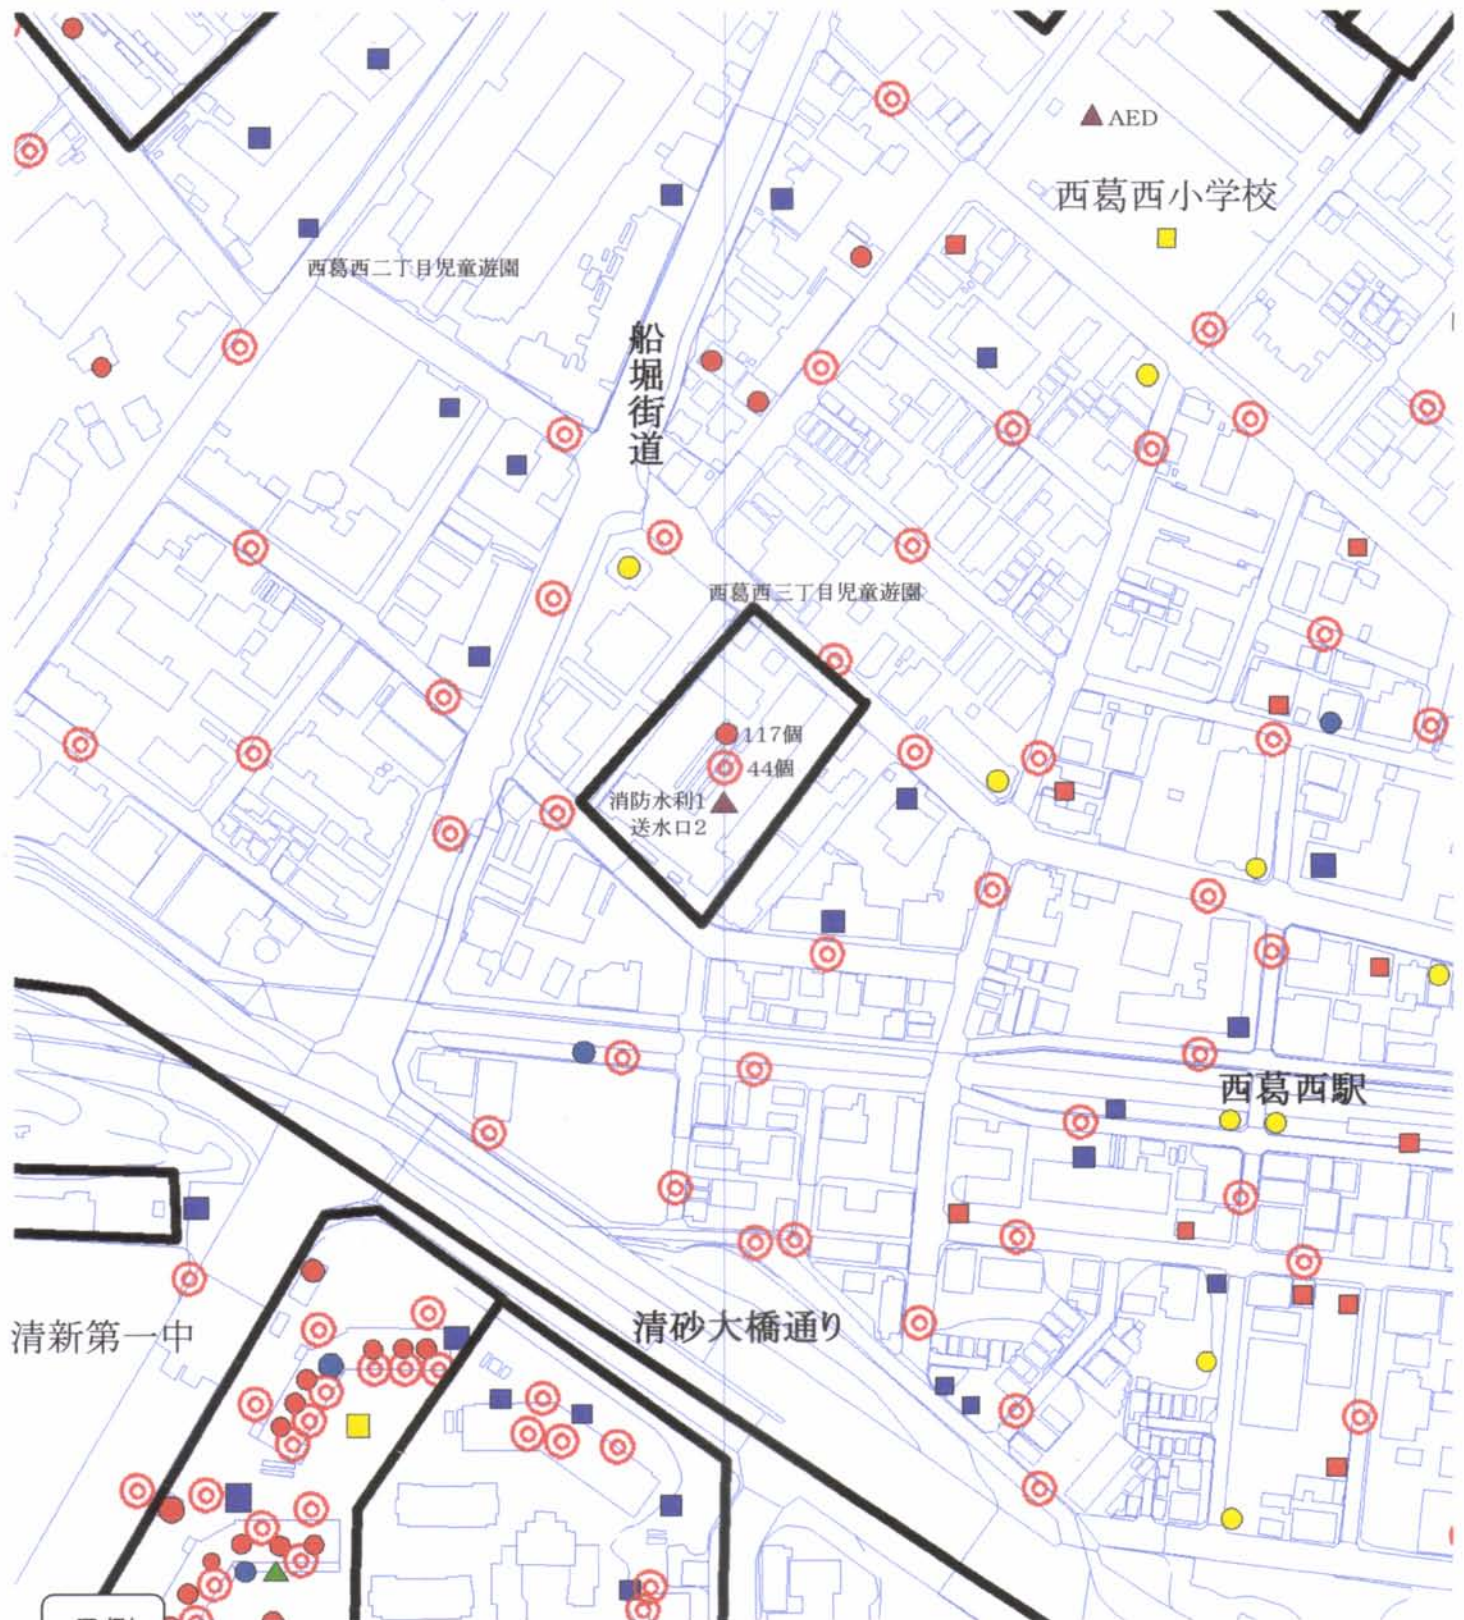 AED
西葛西小学校
西葛西二丁目児童遊園
船堀街道
西葛西三丁目児童遊園
117個
44個
消防水利1
送水口2
西葛西駅
清新第一中
清砂大橋通り